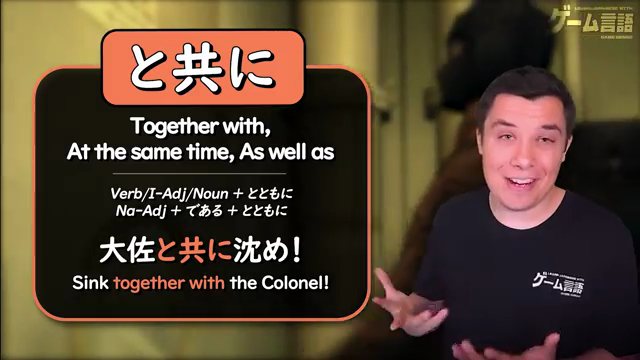 と共に
Together with,
At the same time, As well as
Verb/I-Adj/Noun + とともに
Na-Adj + である + とともに
大佐と共に沈め!
Sink together with the Colonel!
ゲーム言語
ゲーム言語